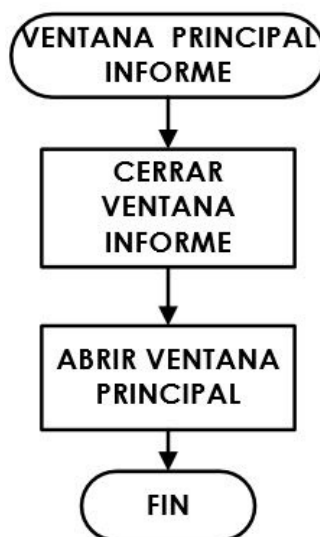 VENTANA PRINCIPAL
INFORME
CERRAR
VENTANA
INFORME
ABRIR VENTANA
PRINCIPAL
FIN